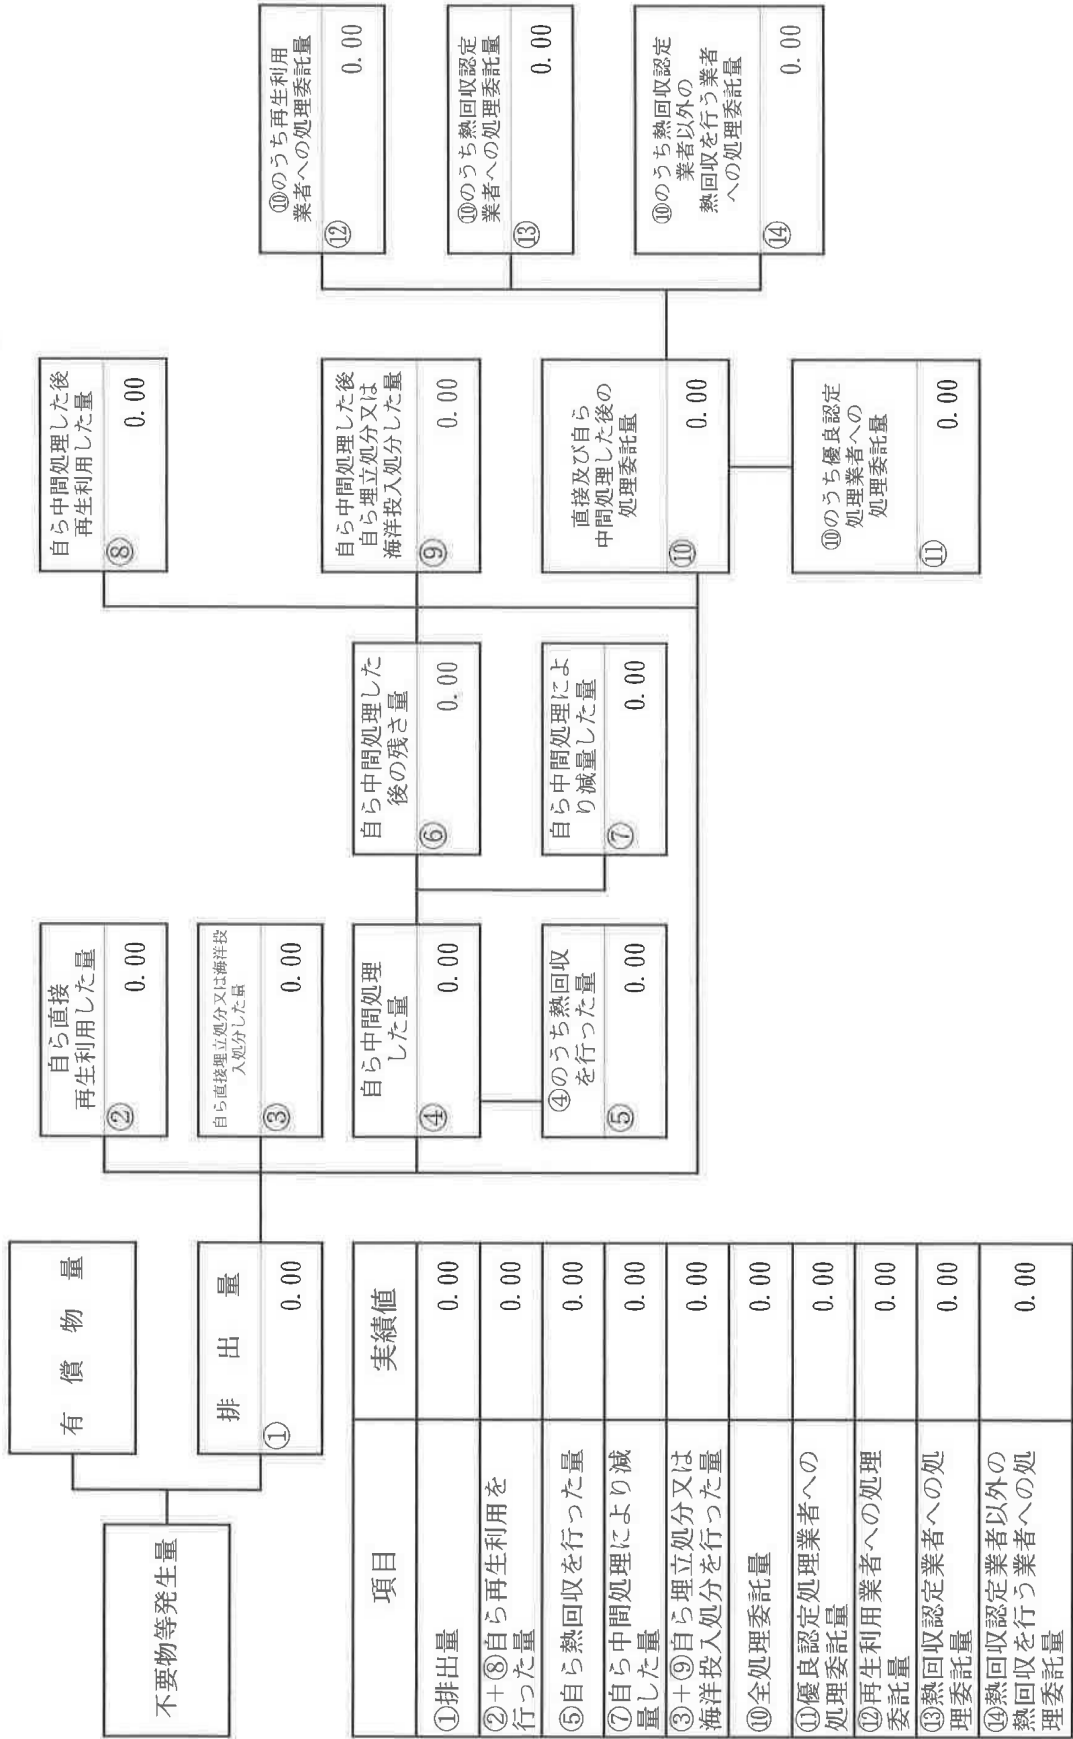 不要物等発生量
有償物量
排出量
①
0.00
自ら直接
再生利用した量
②
0.00
自ら直接埋立処分又は海洋投
入処分した量
③
0.00
自ら中間処理
した量
④
0.00
④のうち熱回収
を行った量
⑤
0.00
自ら中間処理した
後の残さ量
⑥
0.00
自ら中間処理によ
り減量した量
⑦
0.00
自ら中間処理した後
再生利用した量
⑧
0.00
自ら中間処理した後
自ら埋立処分又は
海洋投入処分した量
⑨
0.00
直接及び自ら
中間処理した後の
処理委託量
⑩
0.00
⑩のうち優良認定
処理業者への
処理委託量
⑪
0.00
⑩のうち再生利用
業者への処理委託量
⑫
0.00
⑩のうち熱回収認定
業者への処理委託量
⑬
0.00
⑩のうち熱回収認定
業者以外の
熱回収を行う業者
への処理委託量
⑭
0.00
項目 実績値
①排出量 0.00
②+⑧自ら再生利用を
行った量 0.00
⑤自ら熱回収を行った量 0.00
⑦自ら中間処理により減
量した量 0.00
③+⑨自ら埋立処分又は
海洋投入処分を行った量 0.00
⑩全処理委託量 0.00
⑪優良認定処理業者への
処理委託量 0.00
⑫再生利用業者への処理
委託量 0.00
⑬熱回収認定業者への処
理委託量 0.00
⑭熱回収認定業者以外の
熱回収を行う業者への処
理委託量 0.00